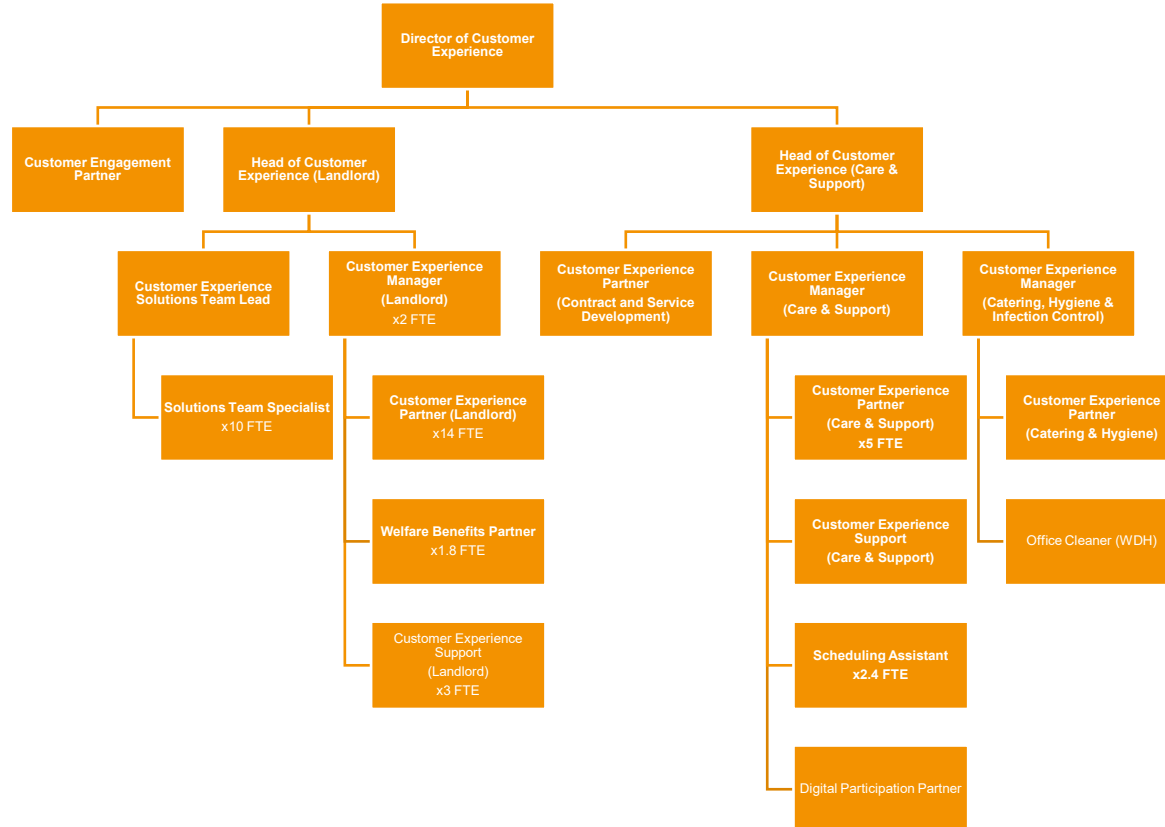 Director of Customer
Experience
Customer Engagement
Partner
Head of Customer
Experience (Landlord)
Head of Customer
Experience (Care &
Support)
Customer Experience
Solutions Team Lead
Customer Experience
Manager
(Landlord)
x2 FTE
Customer Experience
Partner
(Contract and Service
Development)
Customer Experience
Manager
(Care & Support)
Customer Experience
Manager
(Catering, Hygiene &
Infection Control)
Solutions Team Specialist
x10 FTE
Customer Experience
Partner (Landlord)
x14 FTE
Customer Experience
Partner
(Care & Support)
x5 FTE
Customer Experience
Partner
(Catering & Hygiene)
Welfare Benefits Partner
x1.8 FTE
Customer Experience
Support
(Care & Support)
Office Cleaner (WDH)
Customer Experience
Support
(Landlord)
x3 FTE
Scheduling Assistant
x2.4 FTE
Digital Participation Partner